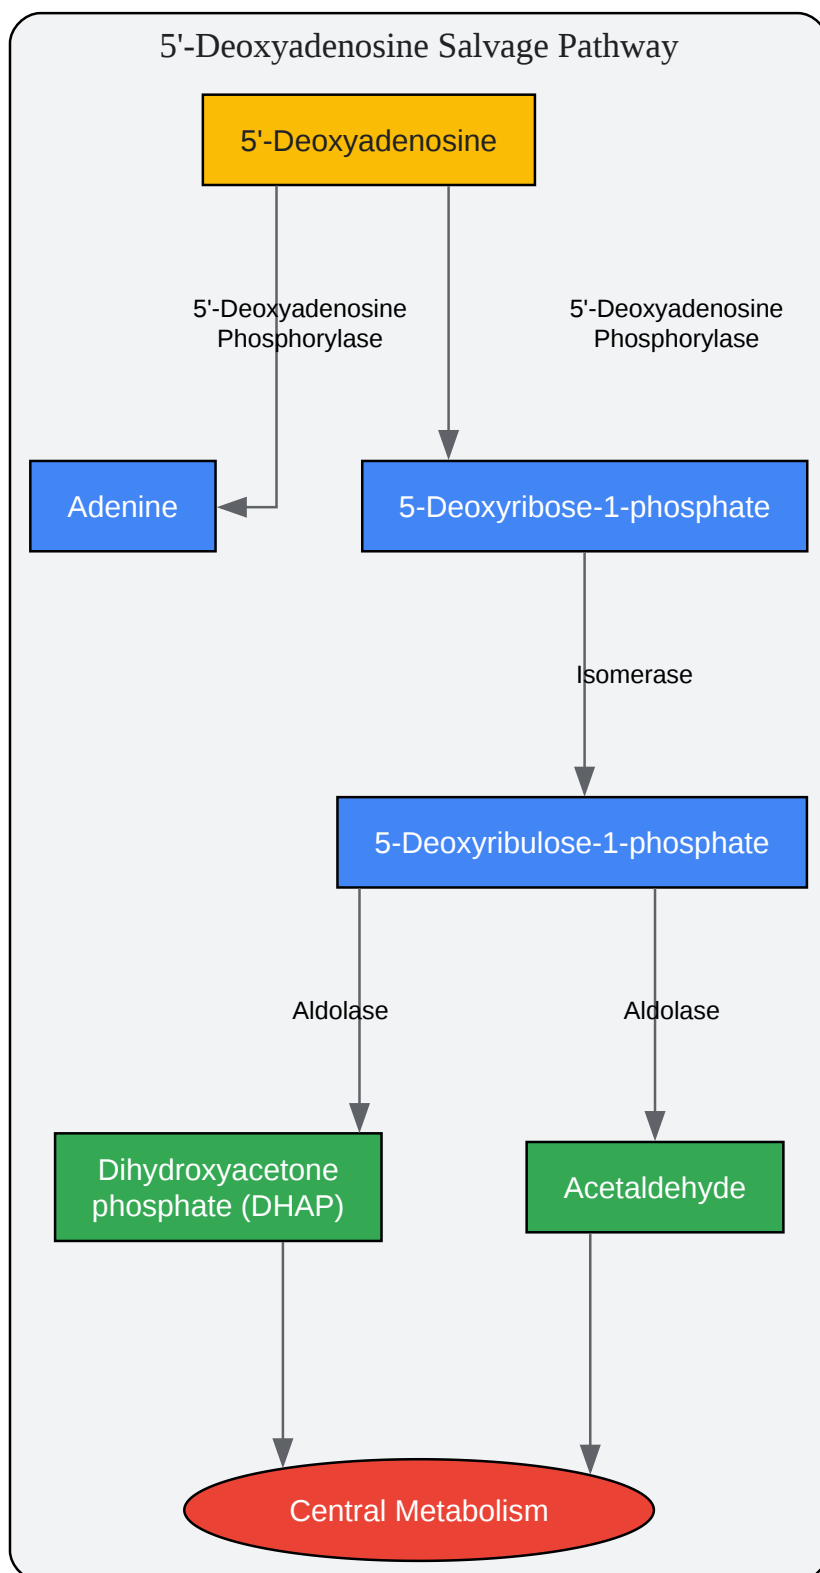 5'-Deoxyadenosine Salvage Pathway
5'-Deoxyadenosine
5'-Deoxyadenosine
Phosphorylase
5'-Deoxyadenosine
Phosphorylase
Adenine
5-Deoxyribose-1-phosphate
Isomerase
5-Deoxyribulose-1-phosphate
Aldolase
Aldolase
Dihydroxyacetone
phosphate (DHAP)
Acetaldehyde
Central Metabolism